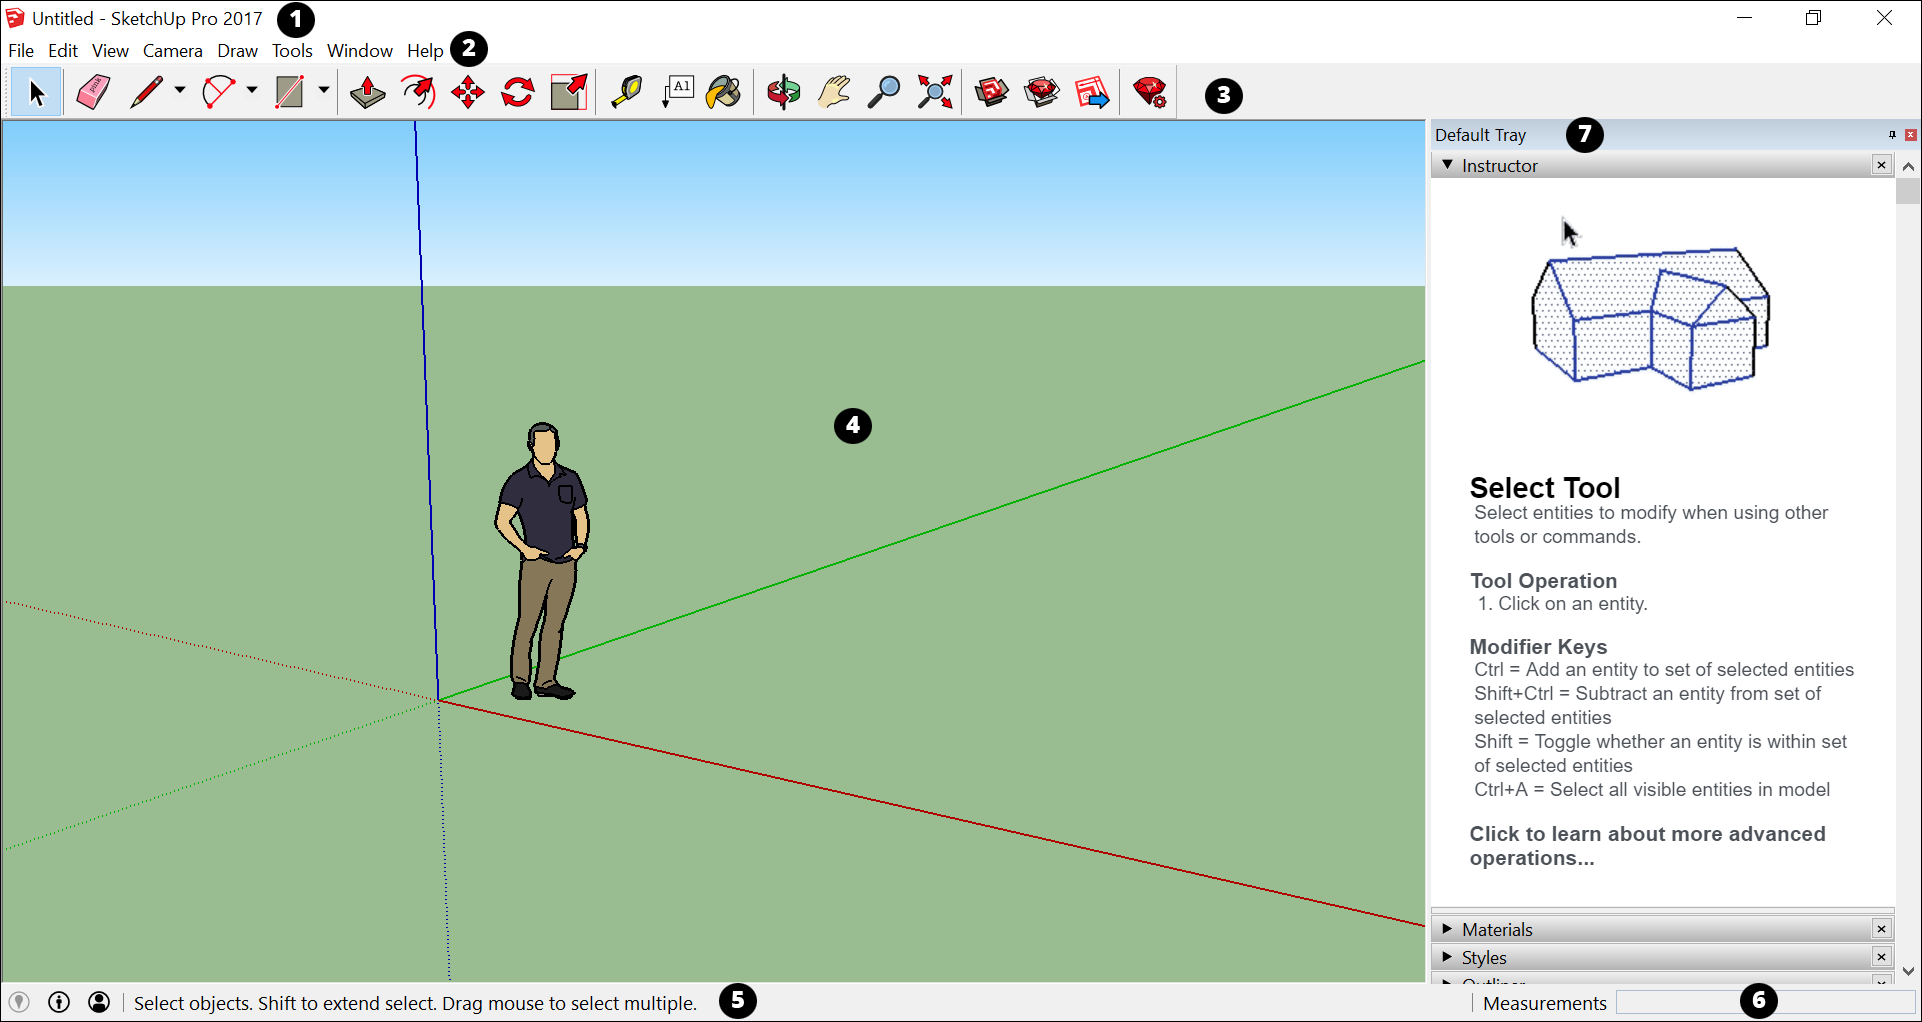 Untitled - SketchUp Pro 2017 1
File Edit View Camera Draw Tools Window Help 2
pink A1 3
Default Tray 7
Instructor
4
Select Tool
Select entities to modify when using other
tools or commands.
Tool Operation
1. Click on an entity.
Modifier Keys
Ctrl = Add an entity to set of selected entities
Shift+Ctrl = Subtract an entity from set of
selected entities
Shift = Toggle whether an entity is within set
of selected entities
Ctrl+A = Select all visible entities in model
Click to learn about more advanced
operations...
Materials
Styles
Outliner
Select objects. Shift to extend select. Drag mouse to select multiple. 5
Measurements 6